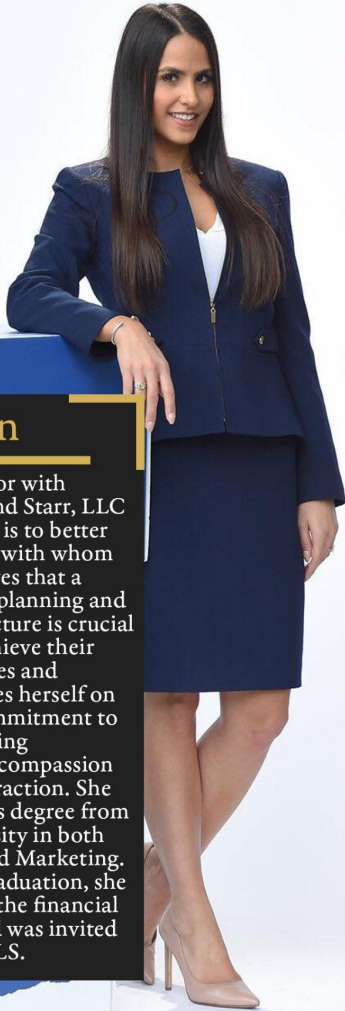 n
or with
nd Starr, LLC
is to better
with whom
es that a
planning and
cture is crucial
hieve their
es and
es herself on
mmitment to
ing
compassion
raction. She
s degree from
sity in both
d Marketing.
aduation, she
the financial
d was invited
LS.